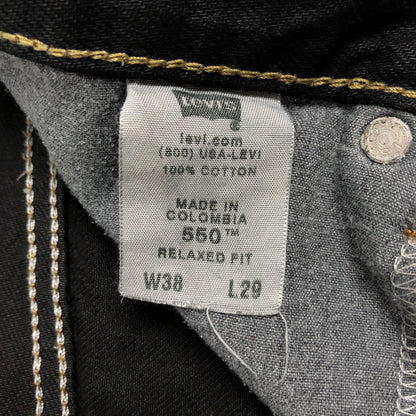 LEVI'S
levi.com
(800) USA-LEVI
100% COTTON
MADE IN
COLOMBIA
550™
RELAXED FIT
W38 L29